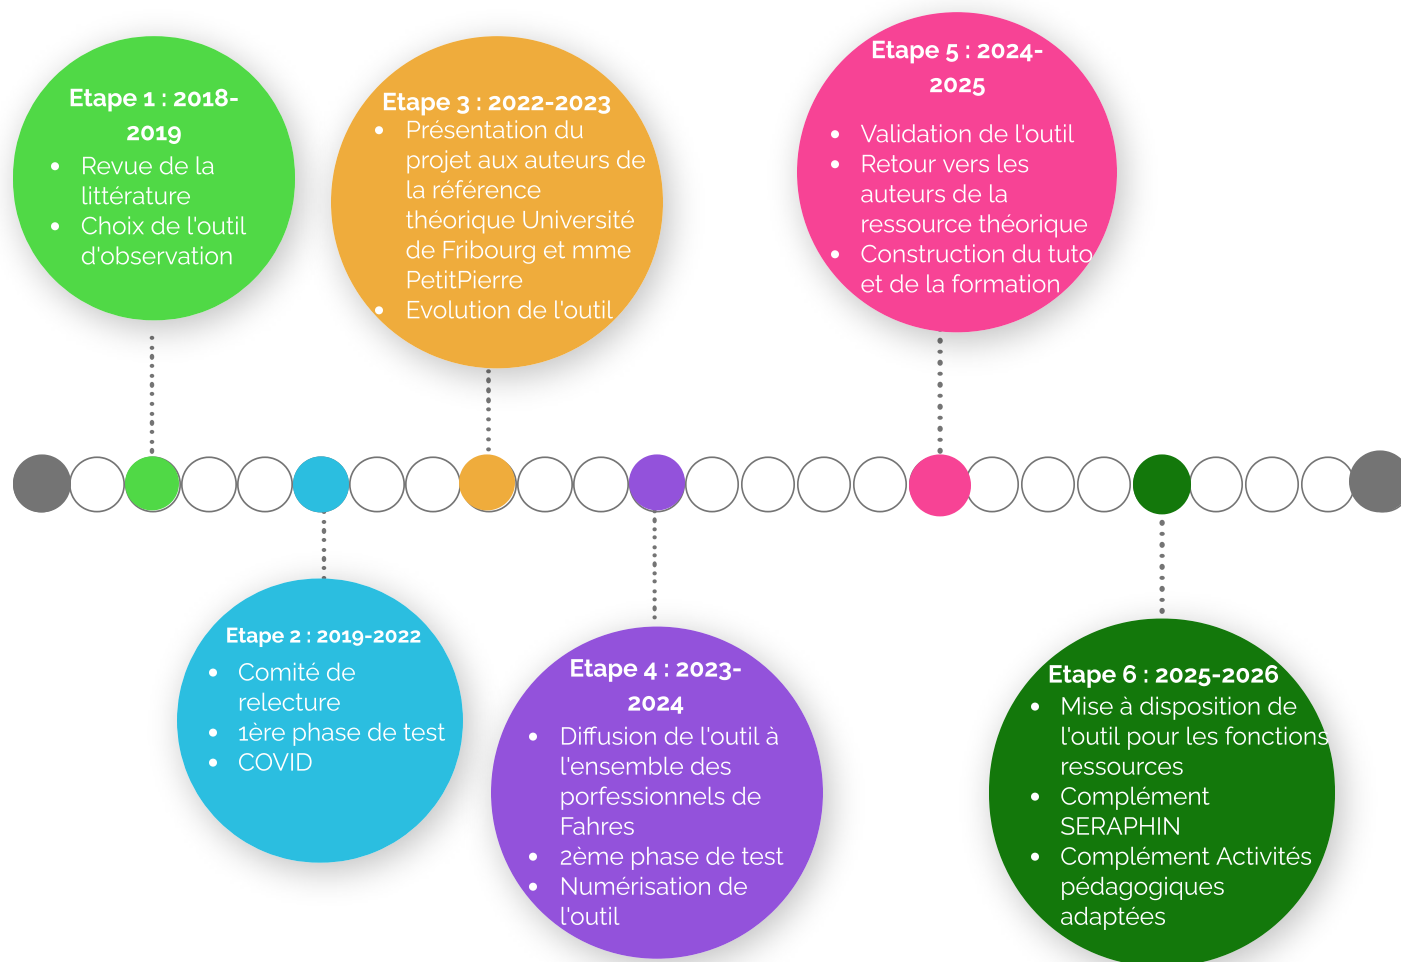 Etape 1 : 2018-
2019
• Revue de la
littérature
• Choix de l'outil
d'observation
Etape 2 : 2019-2022
• Comité de
relecture
• 1ère phase de test
• COVID
Etape 3 : 2022-2023
• Présentation du
projet aux auteurs de
la référence
théorique Université
de Fribourg et mme
PetitPierre
• Evolution de l'outil
Etape 4 : 2023-
2024
• Diffusion de l'outil à
l'ensemble des
porfessionnels de
Fahres
• 2ème phase de test
• Numérisation de
l'outil
Etape 5 : 2024-
2025
• Validation de l'outil
• Retour vers les
auteurs de la
ressource théorique
• Construction du tuto
et de la formation
Etape 6 : 2025-2026
• Mise à disposition de
l'outil pour les fonctions
ressources
• Complément
SERAPHIN
• Complément Activités
pédagogiques
adaptées